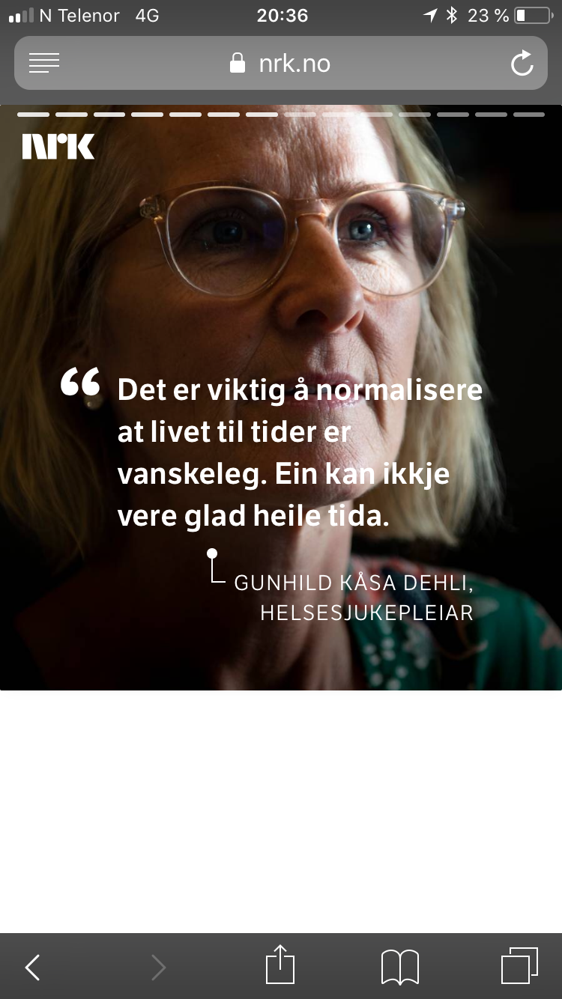 N Telenor 4G 20:36 23 %
nrk.no
nrk
“ Det er viktig å normalisere
at livet til tider er
vanskeleg. Ein kan ikkje
vere glad heile tida.
GUNHILD KÅSA DEHLI,
HELSESJUKEPLEIAR